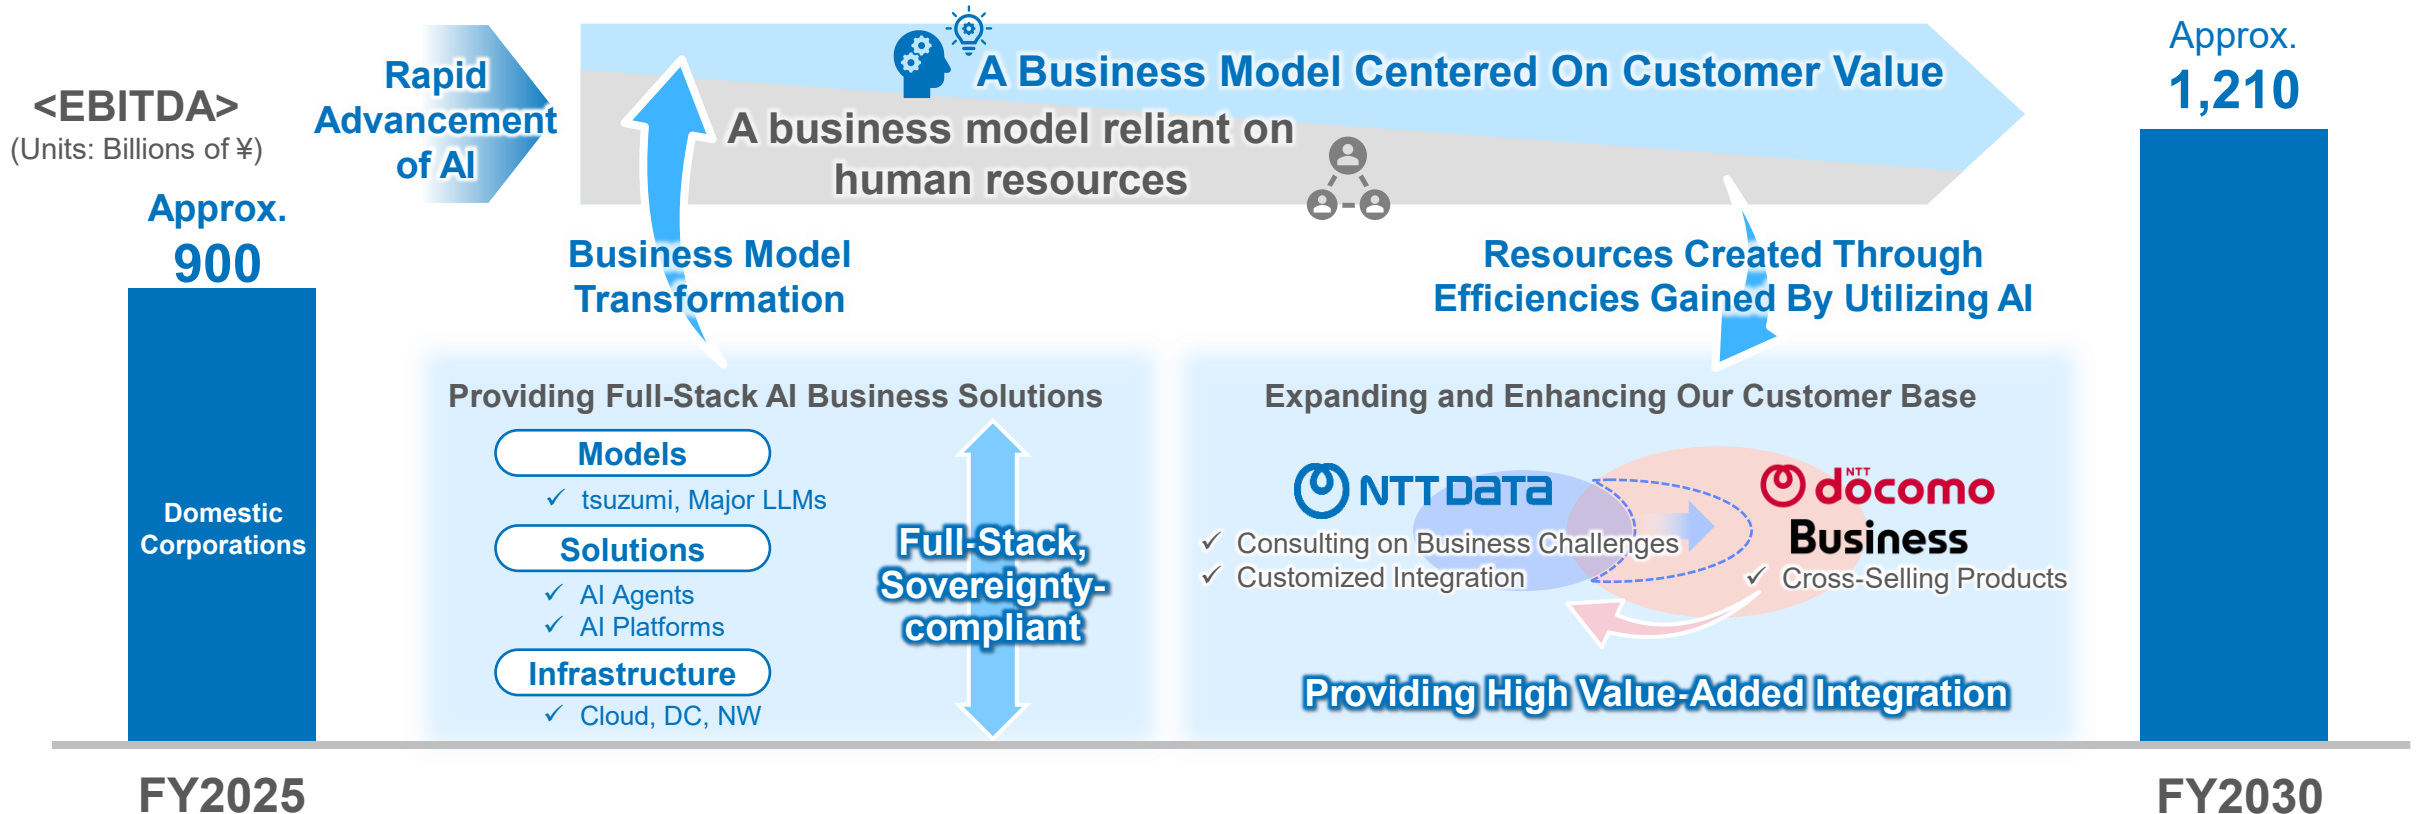 <EBITDA>
(Units: Billions of ¥)
Approx.
900
Domestic
Corporations
FY2025
Rapid
Advancement
of AI
A Business Model Centered On Customer Value
A business model reliant on
human resources
Business Model
Transformation
Resources Created Through
Efficiencies Gained By Utilizing AI
Providing Full-Stack AI Business Solutions
Models
✓ tsuzumi, Major LLMs
Solutions
✓ AI Agents
✓ AI Platforms
Infrastructure
✓ Cloud, DC, NW
Full-Stack,
Sovereignty-
compliant
Expanding and Enhancing Our Customer Base
NTT DATA
✓ Consulting on Business Challenges
✓ Customized Integration
NTT
docomo
Business
✓ Cross-Selling Products
Providing High Value-Added Integration
Approx.
1,210
FY2030